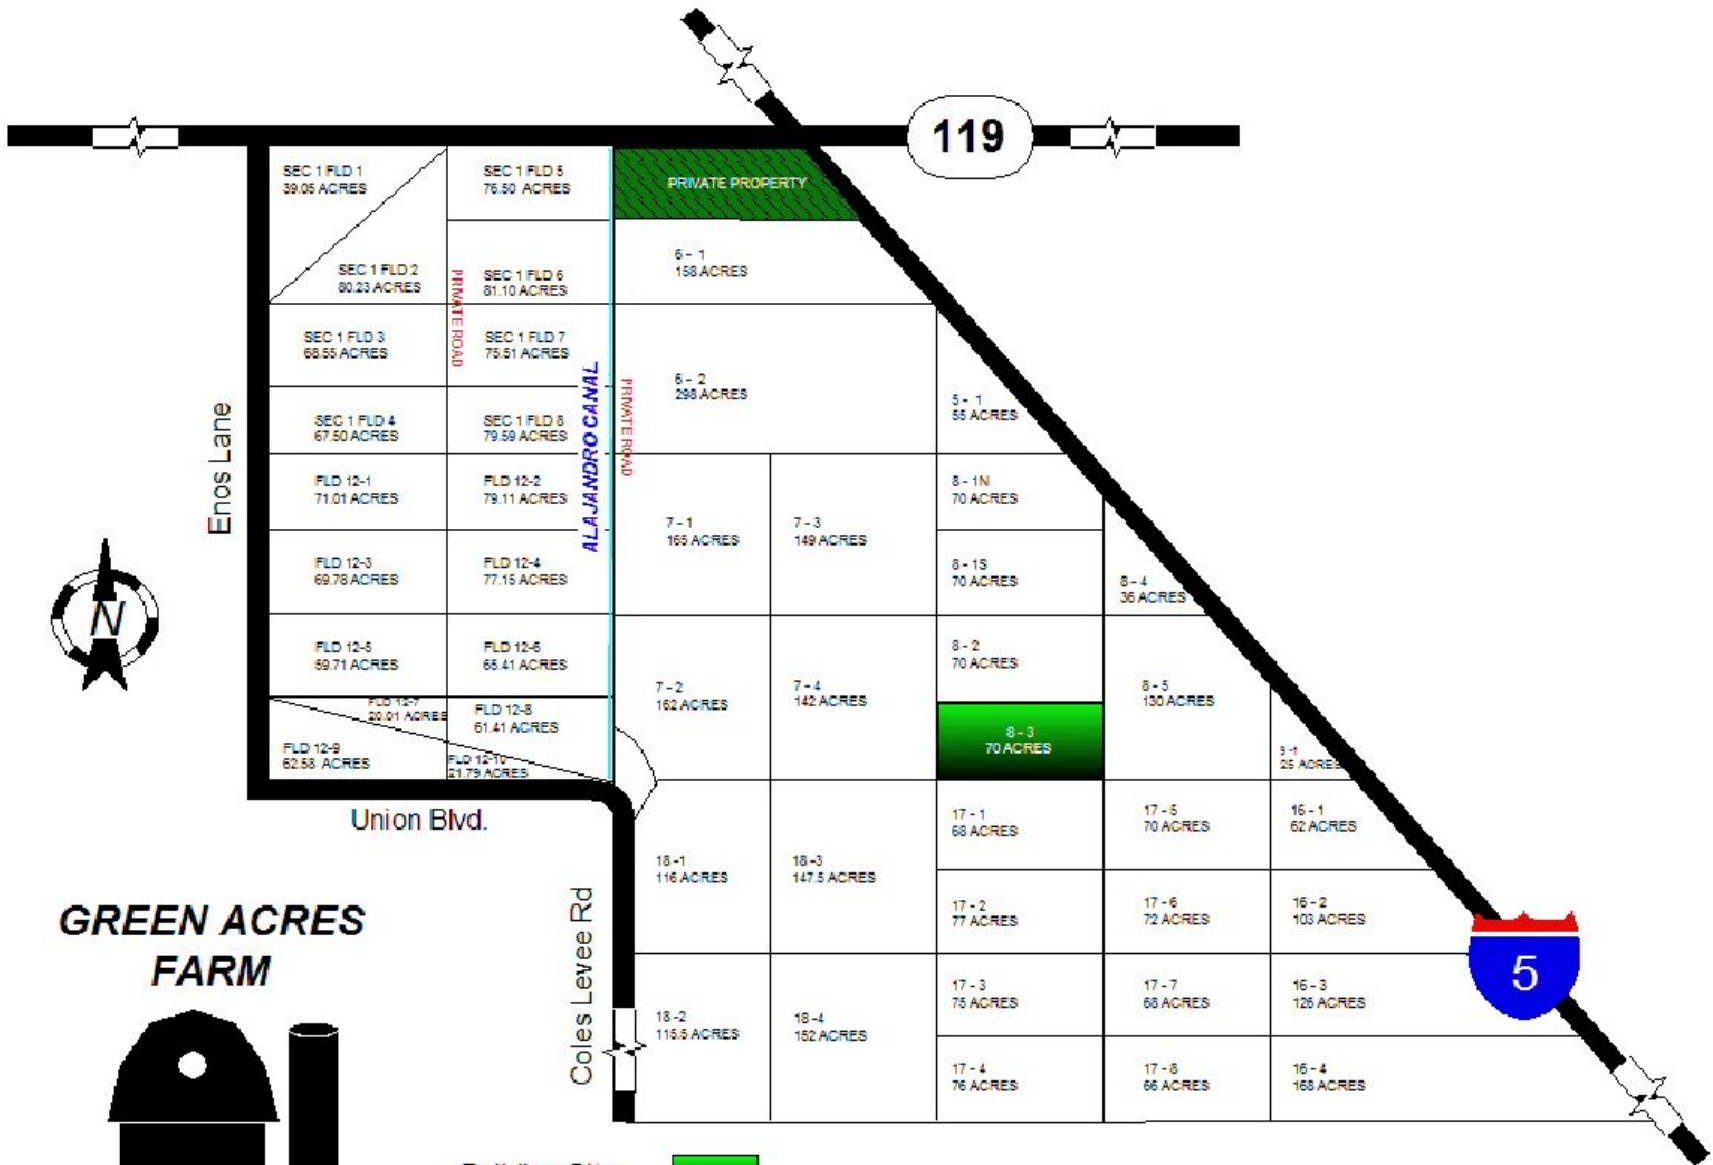 119
SEC 1 FLD 1
39.05 ACRES
SEC 1 FLD 5
76.50 ACRES
PRIVATE PROPERTY
SEC 1 FLD 2
80.23 ACRES
PRIVATE ROAD
SEC 1 FLD 6
81.10 ACRES
6 - 1
158 ACRES
SEC 1 FLD 3
68.55 ACRES
SEC 1 FLD 7
75.51 ACRES
ALAJANDRO CANAL
PRIVATE ROAD
6 - 2
298 ACRES
5 - 1
55 ACRES
Enos Lane
SEC 1 FLD 4
67.50 ACRES
SEC 1 FLD 8
79.59 ACRES
FLD 12-1
71.01 ACRES
FLD 12-2
79.11 ACRES
7 - 1
165 ACRES
7 - 3
149 ACRES
8 - 1N
70 ACRES
N
FLD 12-3
69.78 ACRES
FLD 12-4
77.15 ACRES
8 - 1S
70 ACRES
8 - 4
36 ACRES
FLD 12-5
59.71 ACRES
FLD 12-6
65.41 ACRES
7 - 2
162 ACRES
7 - 4
142 ACRES
8 - 2
70 ACRES
8 - 5
130 ACRES
FLD 12-7
20.01 ACRES
FLD 12-8
61.41 ACRES
8 - 3
70 ACRES
FLD 12-9
62.58 ACRES
FLD 12-10
21.79 ACRES
25 ACRES
Union Blvd.
17 - 1
68 ACRES
17 - 5
70 ACRES
16 - 1
62 ACRES
18 -1
116 ACRES
18 -3
147.5 ACRES
GREEN ACRES
FARM
Coles Levee Rd
17 - 2
77 ACRES
17 - 6
72 ACRES
16 - 2
103 ACRES
5
18 -2
115.5 ACRES
18 -4
152 ACRES
17 - 3
75 ACRES
17 - 7
68 ACRES
16 - 3
126 ACRES
17 - 4
76 ACRES
17 - 8
66 ACRES
16 - 4
168 ACRES